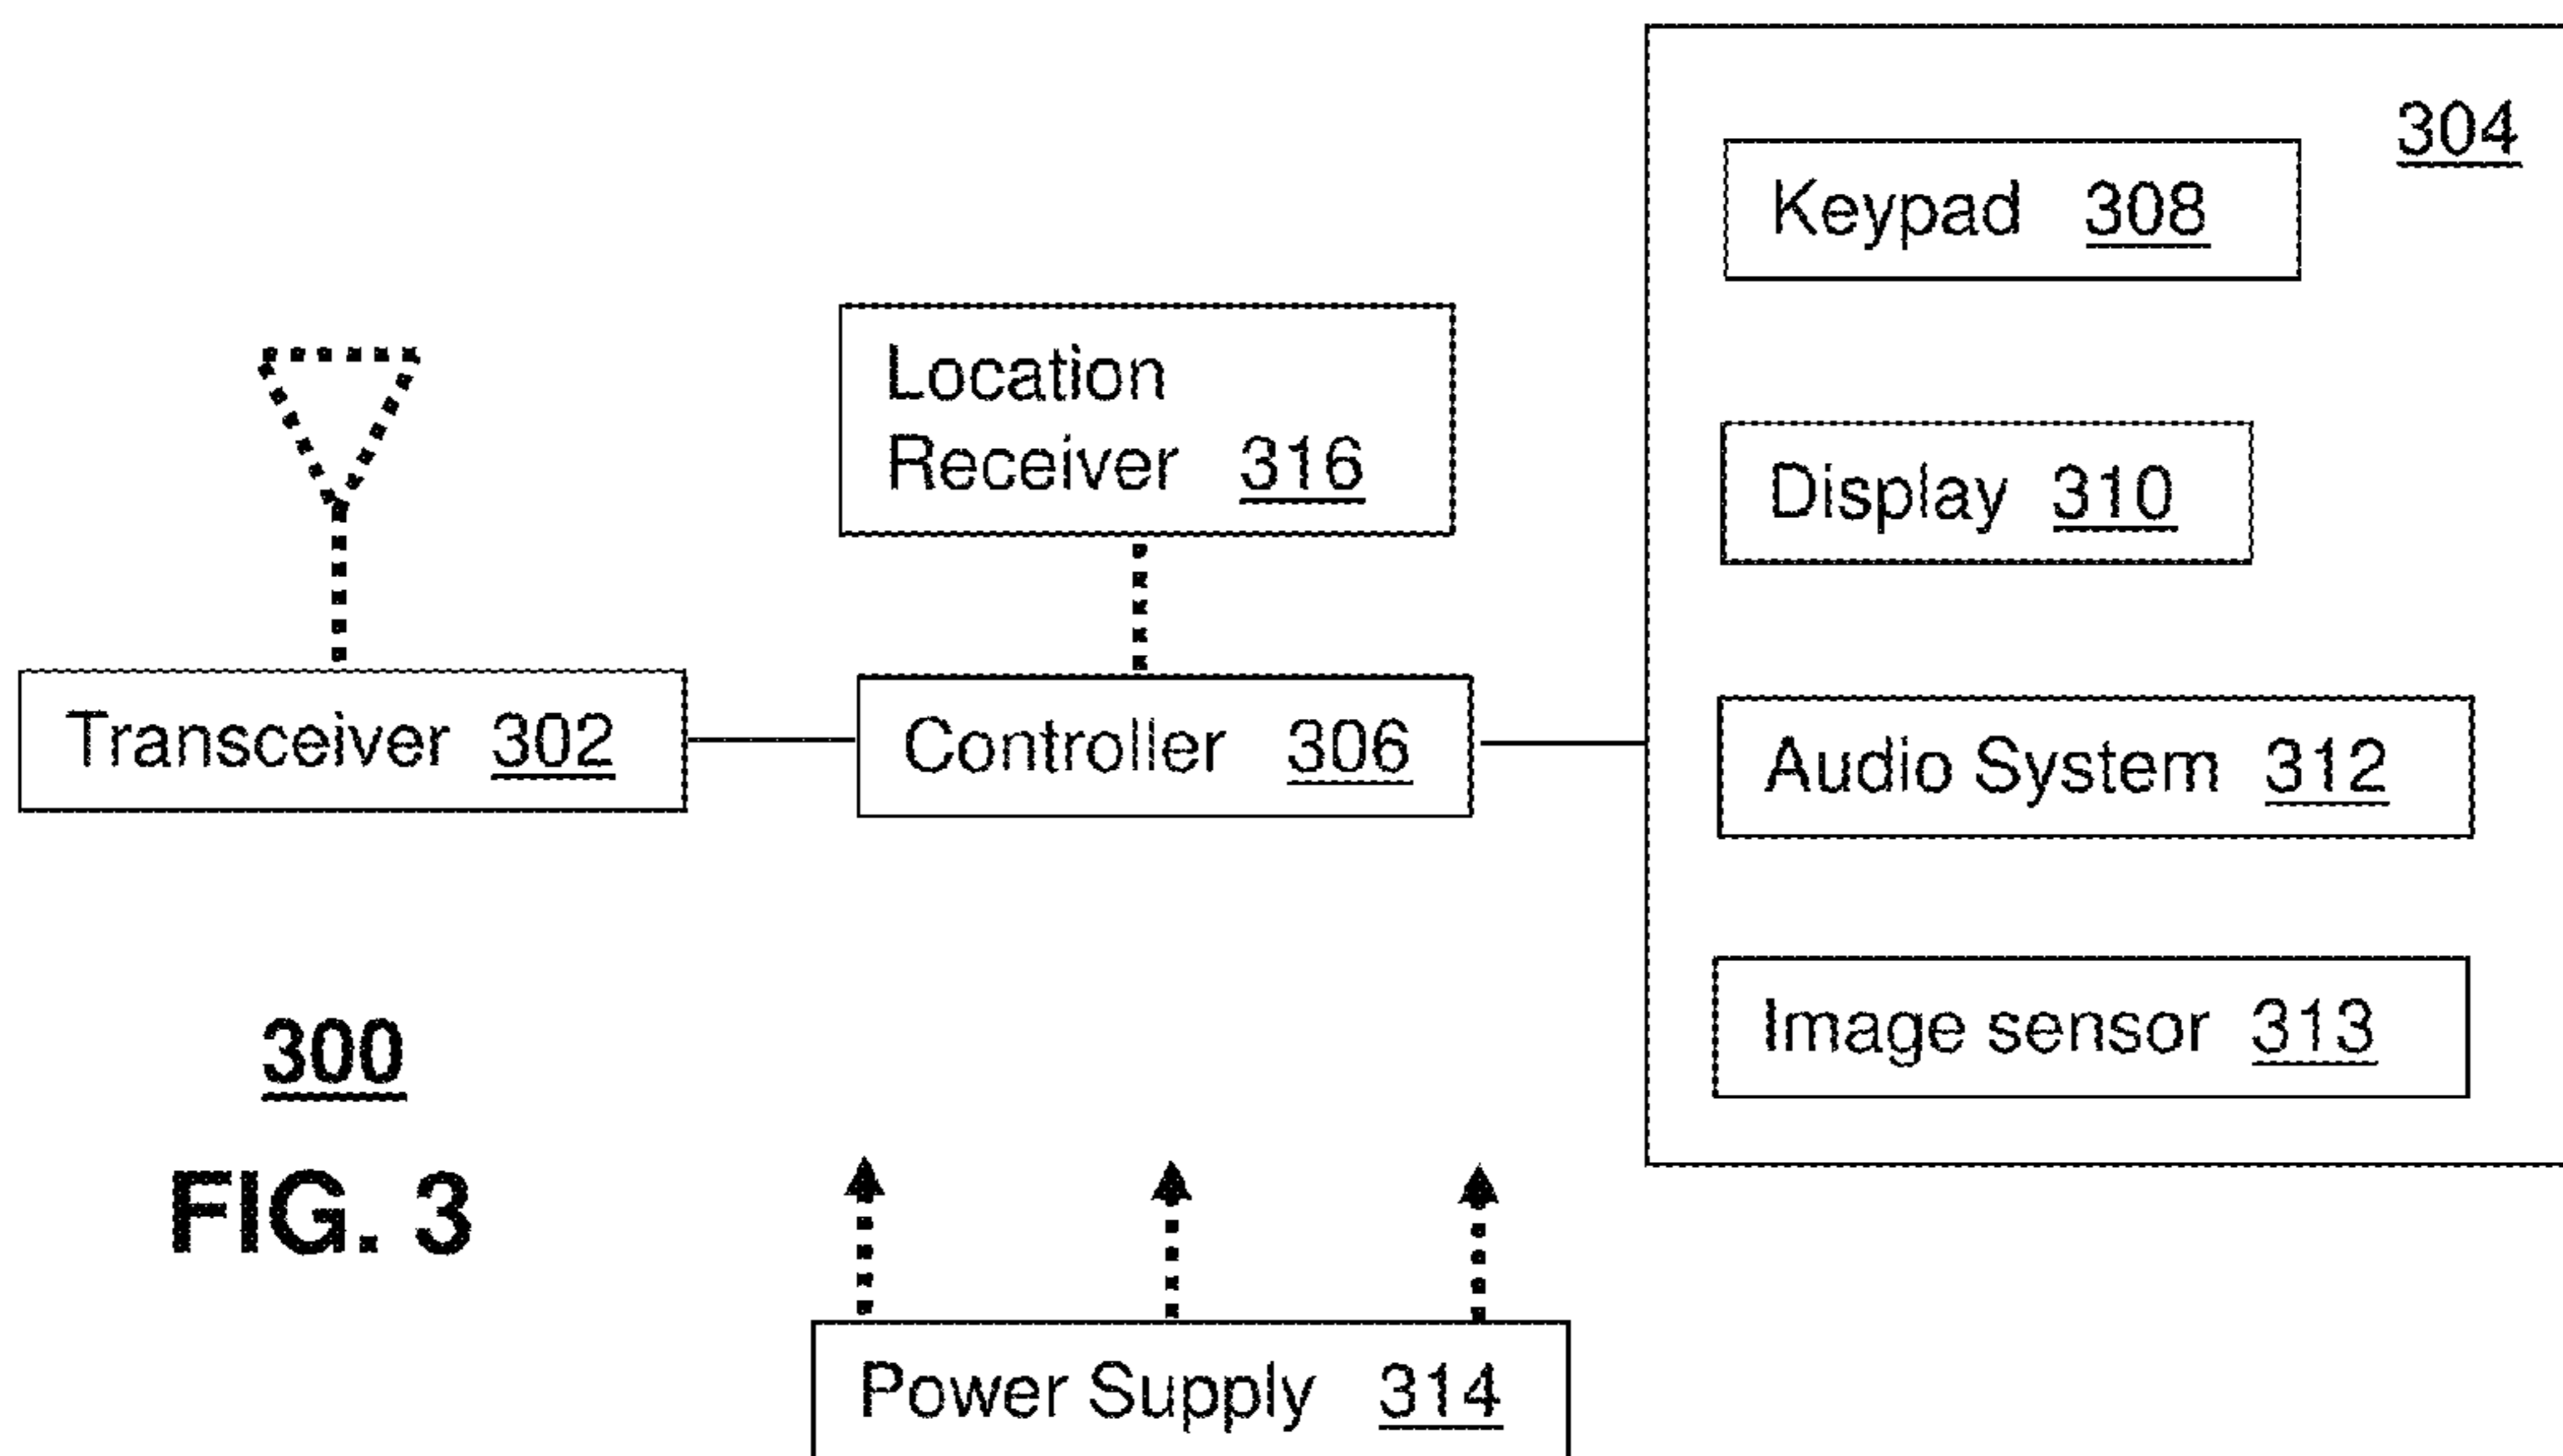 304
Keypad 308
Location
Receiver 316
Display 310
Transceiver 302
Controller 306
Audio System 312
Image sensor 313
300
FIG. 3
Power Supply 314